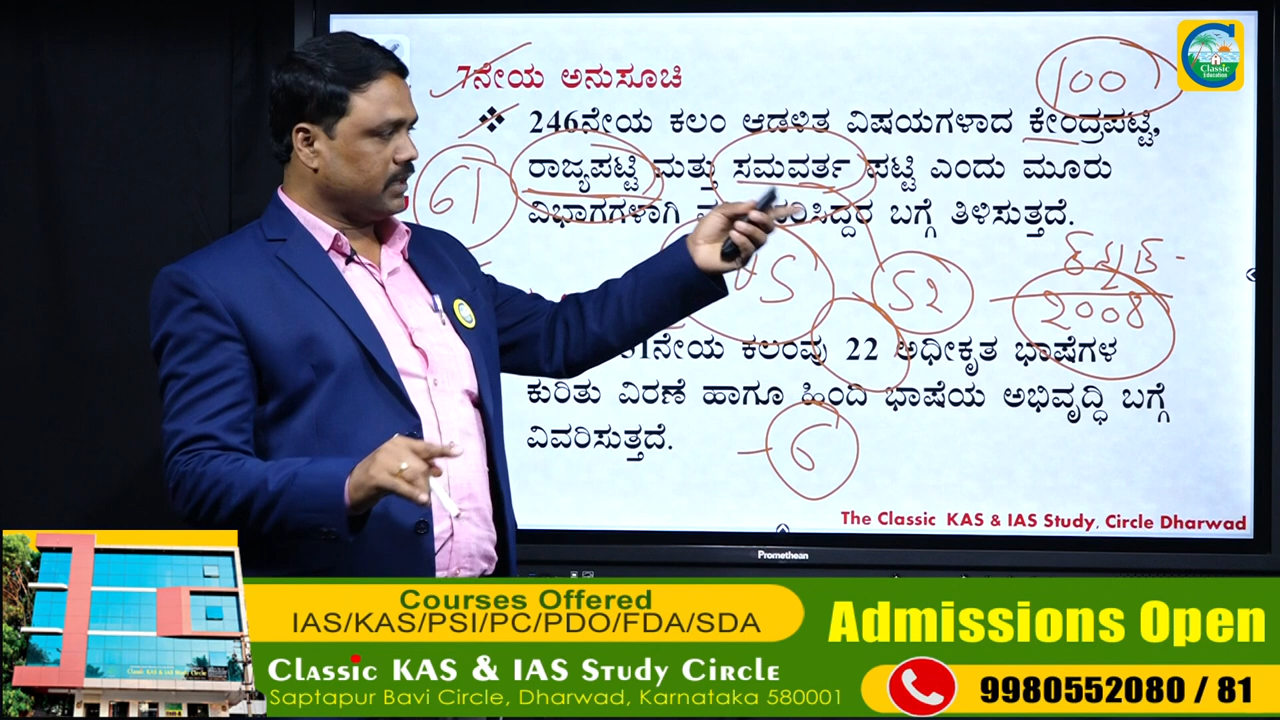 7ನೇಯ ಅನುಸೂಚಿ
100
Classic
Education
❖ 246ನೇಯ ಕಲಂ ಆಡಳಿತ ವಿಷಯಗಳಾದ ಕೇಂದ್ರಪಟ್ಟಿ,
ರಾಜ್ಯಪಟ್ಟಿ ಮತ್ತು ಸಮವರ್ತ ಪಟ್ಟಿ ಎಂದು ಮೂರು
61
ವಿಭಾಗಗಳಾಗಿ ಬಗ್ಗೆ ತಿಳಿಸುತ್ತದೆ.
52
2008
ಕಲಂವು 22 ಅಧೀಕೃತ ಭಾಷೆಗಳ
ಕುರಿತು ವಿರಣೆ ಹಾಗೂ ಹಿಂದಿ ಭಾಷೆಯ ಅಭಿವೃದ್ಧಿ ಬಗ್ಗೆ
ವಿವರಿಸುತ್ತದೆ.
6
The Classic KAS & IAS Study, Circle Dharwad
Promethean
Courses Offered
IAS/KAS/PSI/PC/PDO/FDA/SDA
Classic KAS & IAS Study Circle
Saptapur Bavi Circle, Dharwad, Karnataka 580001
Admissions Open
9980552080 / 81